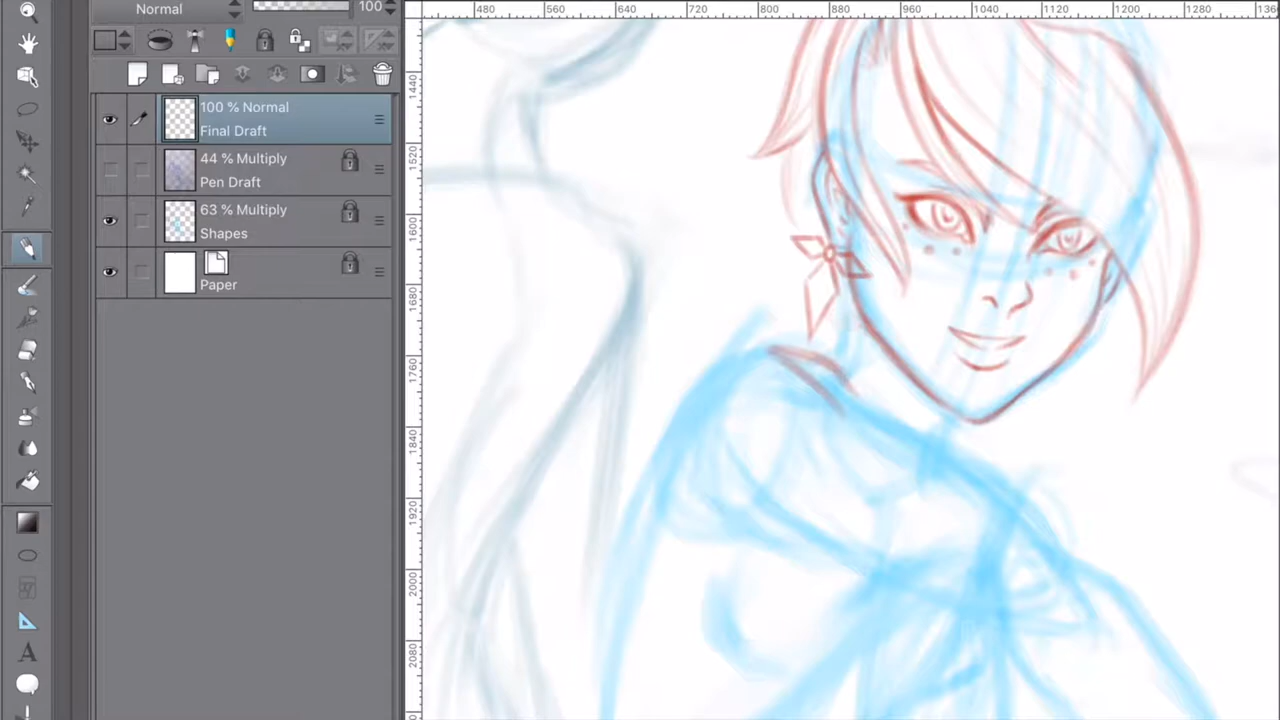 Normal
100
480 560 640 720 800 880 960 1040 1120 1200 1280 1360
100 % Normal
Final Draft
44 % Multiply
Pen Draft
63 % Multiply
Shapes
Paper
1440
1520
1600
1680
1760
1840
1920
2000
2080
A